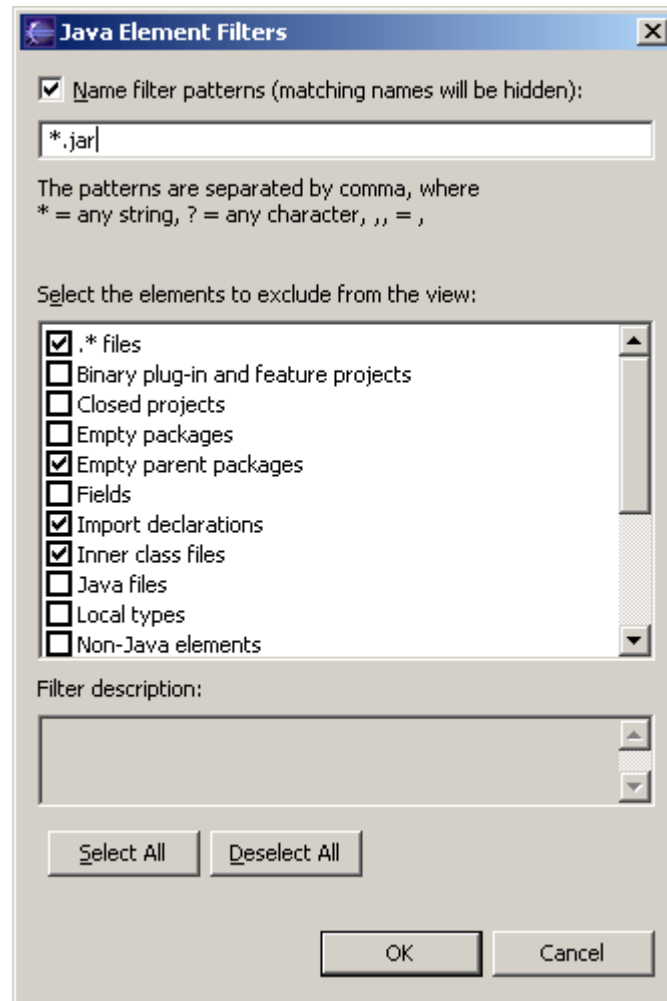 Java Element Filters
Name filter patterns (matching names will be hidden):
*.jar
The patterns are separated by comma, where
* = any string, ? = any character, ,, = ,
Select the elements to exclude from the view:
.* files
Binary plug-in and feature projects
Closed projects
Empty packages
Empty parent packages
Fields
Import declarations
Inner class files
Java files
Local types
Non-Java elements
Filter description:
Select All Deselect All
OK Cancel